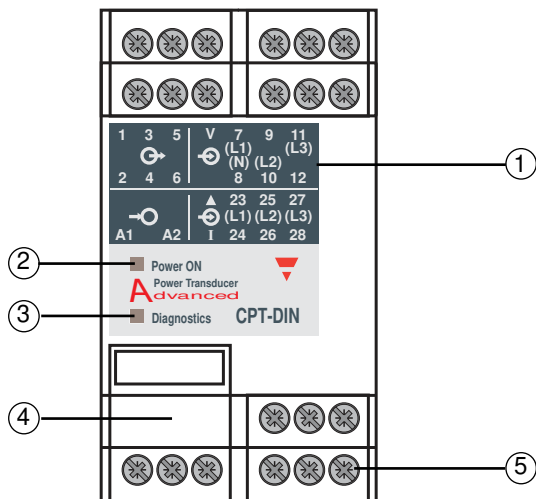 1 3 5 V 7 9 11
(L1) (L3)
(N) (L2)
2 4 6 8 10 12
▲ 23 25 27
(L1) (L2) (L3)
A1 A2 I 24 26 28
Power ON
Power Transducer
Advanced
Diagnostics CPT-DIN
1
2
3
4
5